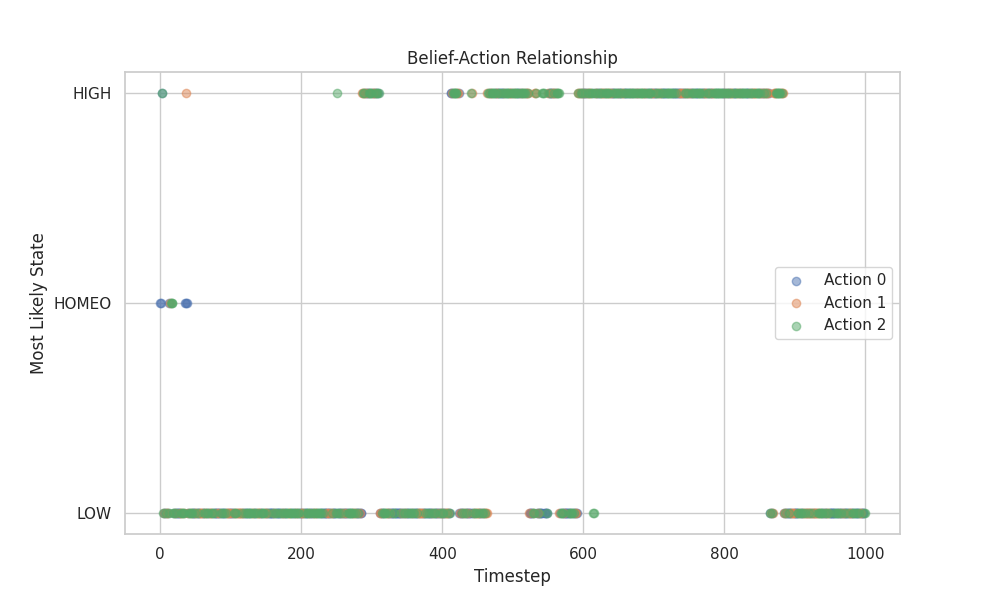 Belief-Action Relationship
Most Likely State
HIGH
HOMEO
LOW
Action 0
Action 1
Action 2
0 200 400 600 800 1000
Timestep